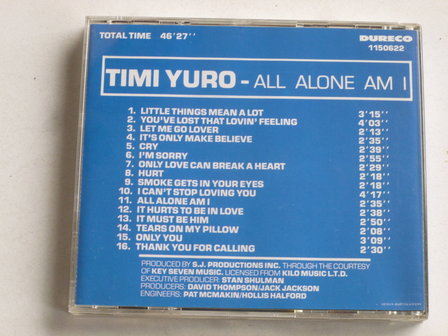 TOTAL TIME 46'27'' DURECO
1150622
TIMI YURO - ALL ALONE AM I
1. LITTLE THINGS MEAN A LOT 3'15''
2. YOU'VE LOST THAT LOVIN' FEELING 4'03''
3. LET ME GO LOVER 2'13''
4. IT'S ONLY MAKE BELIEVE 2'35''
5. CRY 2'39''
6. I'M SORRY 2'55''
7. ONLY LOVE CAN BREAK A HEART 2'29''
8. HURT 2'18''
9. SMOKE GETS IN YOUR EYES 2'18''
10. I CAN'T STOP LOVING YOU 4'17''
11. ALL ALONE AM I 2'35''
12. IT HURTS TO BE IN LOVE 2'38''
13. IT MUST BE HIM 2'50''
14. TEARS ON MY PILLOW 2'08''
15. ONLY YOU 3'09''
16. THANK YOU FOR CALLING 2'30''
PRODUCED BY S.J. PRODUCTIONS INC. THROUGH THE COURTESY
OF KEY SEVEN MUSIC. LICENSED FROM KILO MUSIC L.T.D.
EXECUTIVE PRODUCER: STAN SHULMAN
PRODUCERS: DAVID THOMPSON/JACK JACKSON
ENGINEERS: PAT MCMAKIN/HOLLIS HALFORD